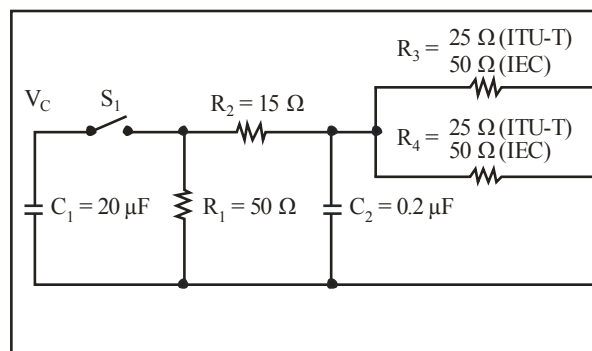 R3 = 25 Ω (ITU-T)
50 Ω (IEC)
VC S1
R2 = 15 Ω
R4 = 25 Ω (ITU-T)
50 Ω (IEC)
C1 = 20 µF
R1 = 50 Ω
C2 = 0.2 µF